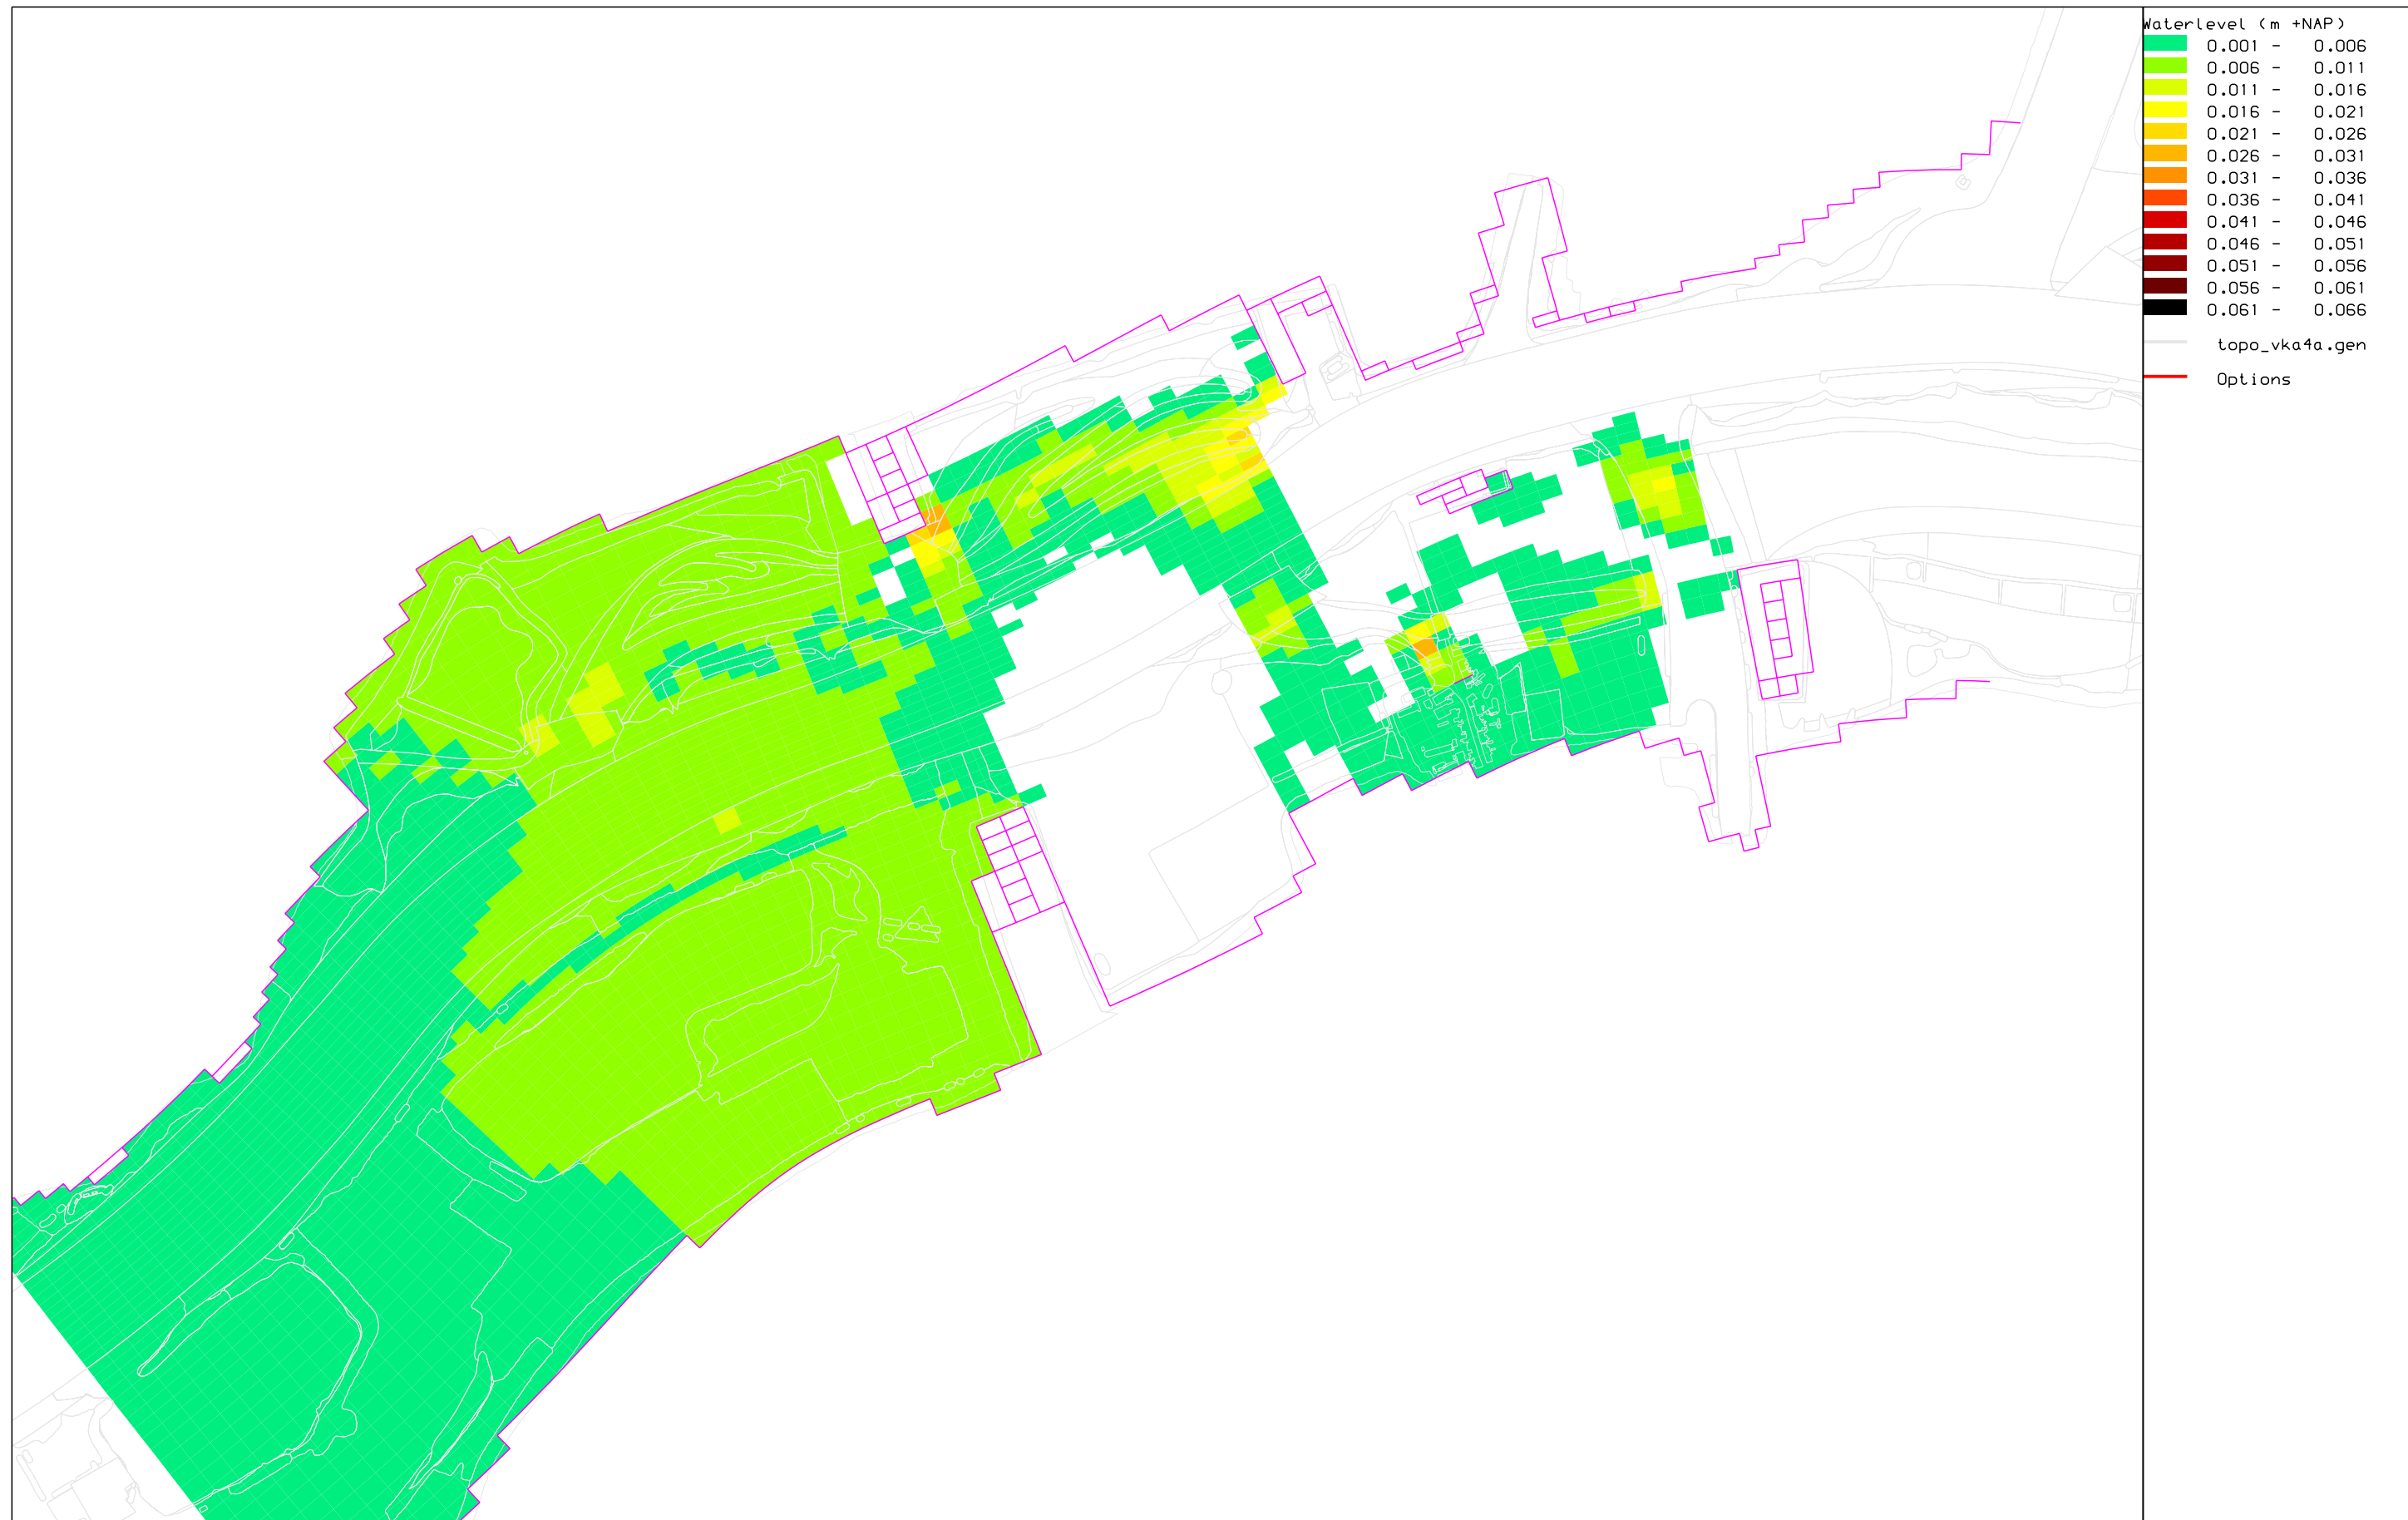 Waterlevel (m +NAP)
0.001 - 0.006
0.006 - 0.011
0.011 - 0.016
0.016 - 0.021
0.021 - 0.026
0.026 - 0.031
0.031 - 0.036
0.036 - 0.041
0.041 - 0.046
0.046 - 0.051
0.051 - 0.056
0.056 - 0.061
0.061 - 0.066
topo_vka4a.gen
Options